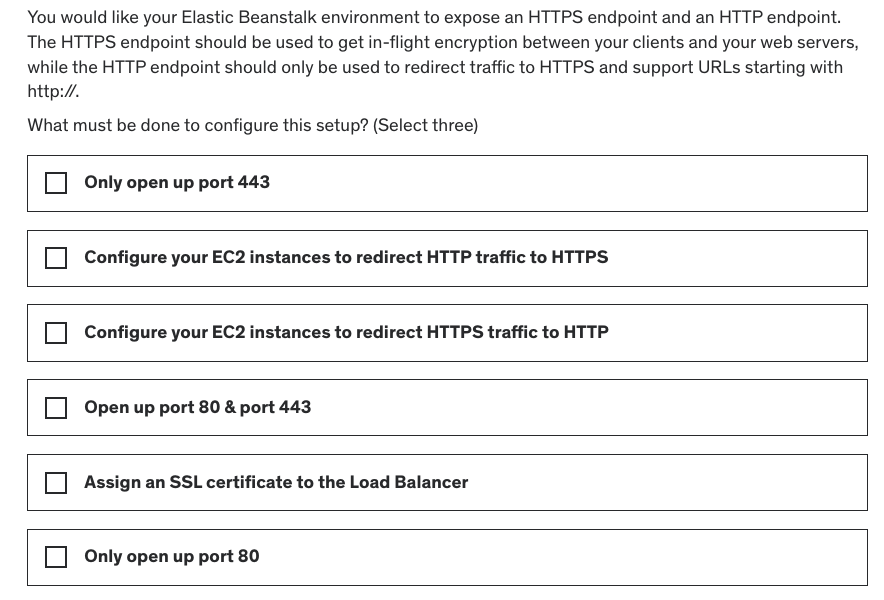 You would like your Elastic Beanstalk environment to expose an HTTPS endpoint and an HTTP endpoint.
The HTTPS endpoint should be used to get in-flight encryption between your clients and your web servers,
while the HTTP endpoint should only be used to redirect traffic to HTTPS and support URLs starting with
http://.
What must be done to configure this setup? (Select three)
Only open up port 443
Configure your EC2 instances to redirect HTTP traffic to HTTPS
Configure your EC2 instances to redirect HTTPS traffic to HTTP
Open up port 80 & port 443
Assign an SSL certificate to the Load Balancer
Only open up port 80